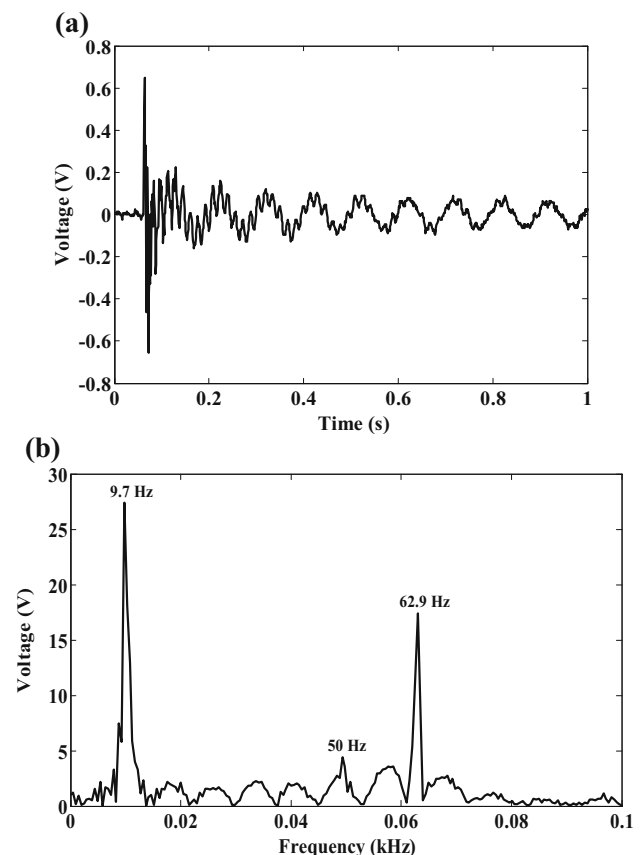 (a)
0.8
0.6
0.4
0.2
0
-0.2
-0.4
-0.6
-0.8
Voltage (V)
0 0.2 0.4 0.6 0.8 1
Time (s)
(b)
30
25
20
15
10
5
0
Voltage (V)
9.7 Hz
62.9 Hz
50 Hz
0 0.02 0.04 0.06 0.08 0.1
Frequency (kHz)